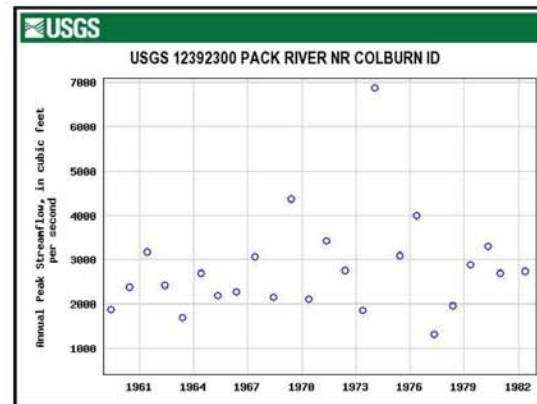 USGS
USGS 12392300 PACK RIVER NR COLBURN ID
Annual Peak Streamflow, in cubic feet
per second
7000
6000
5000
4000
3000
2000
1000
1961 1964 1967 1970 1973 1976 1979 1982